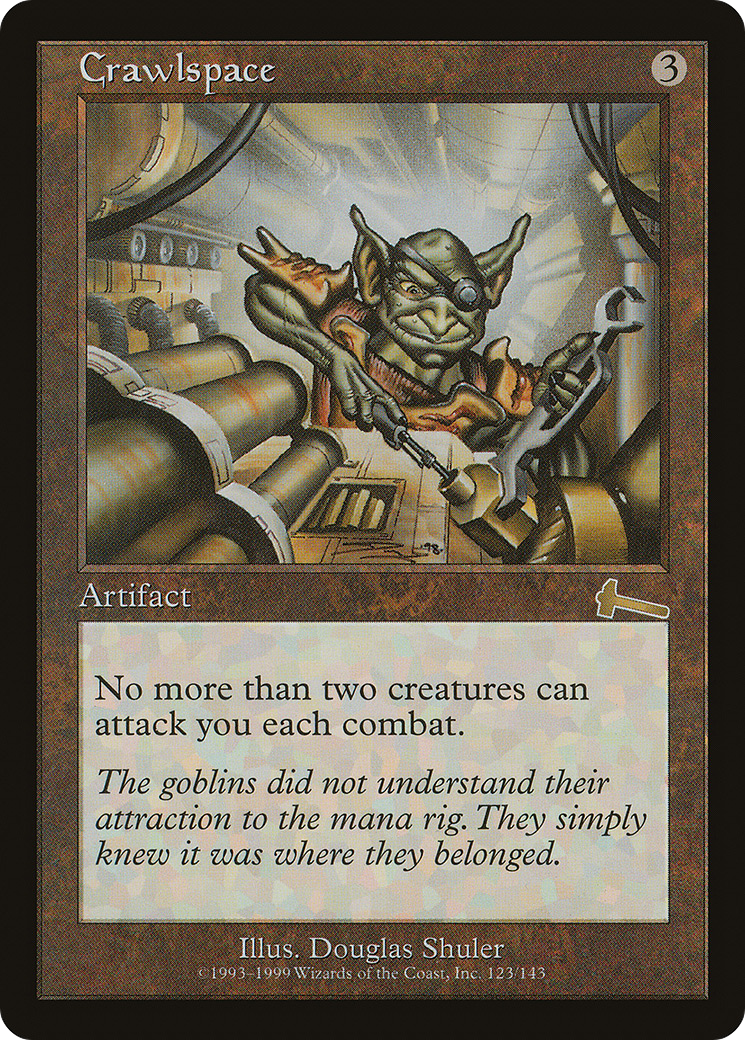 Crawlspace
3
'98.
Artifact
No more than two creatures can
attack you each combat.
The goblins did not understand their
attraction to the mana rig. They simply
knew it was where they belonged.
Illus. Douglas Shuler
©1993–1999 Wizards of the Coast, Inc. 123/143